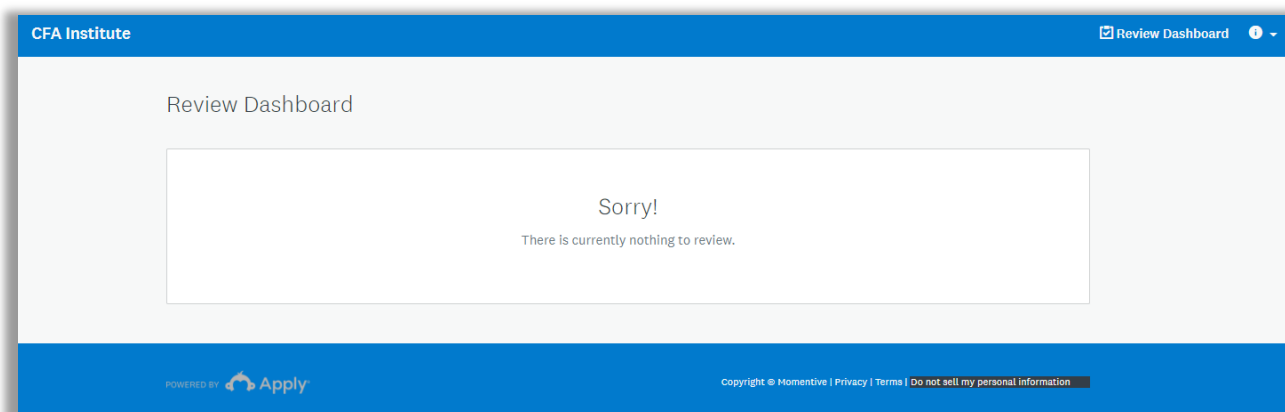 CFA Institute Review Dashboard
Review Dashboard
Sorry!
There is currently nothing to review.
POWERED BY Apply Copyright © Momentive | Privacy | Terms | Do not sell my personal information